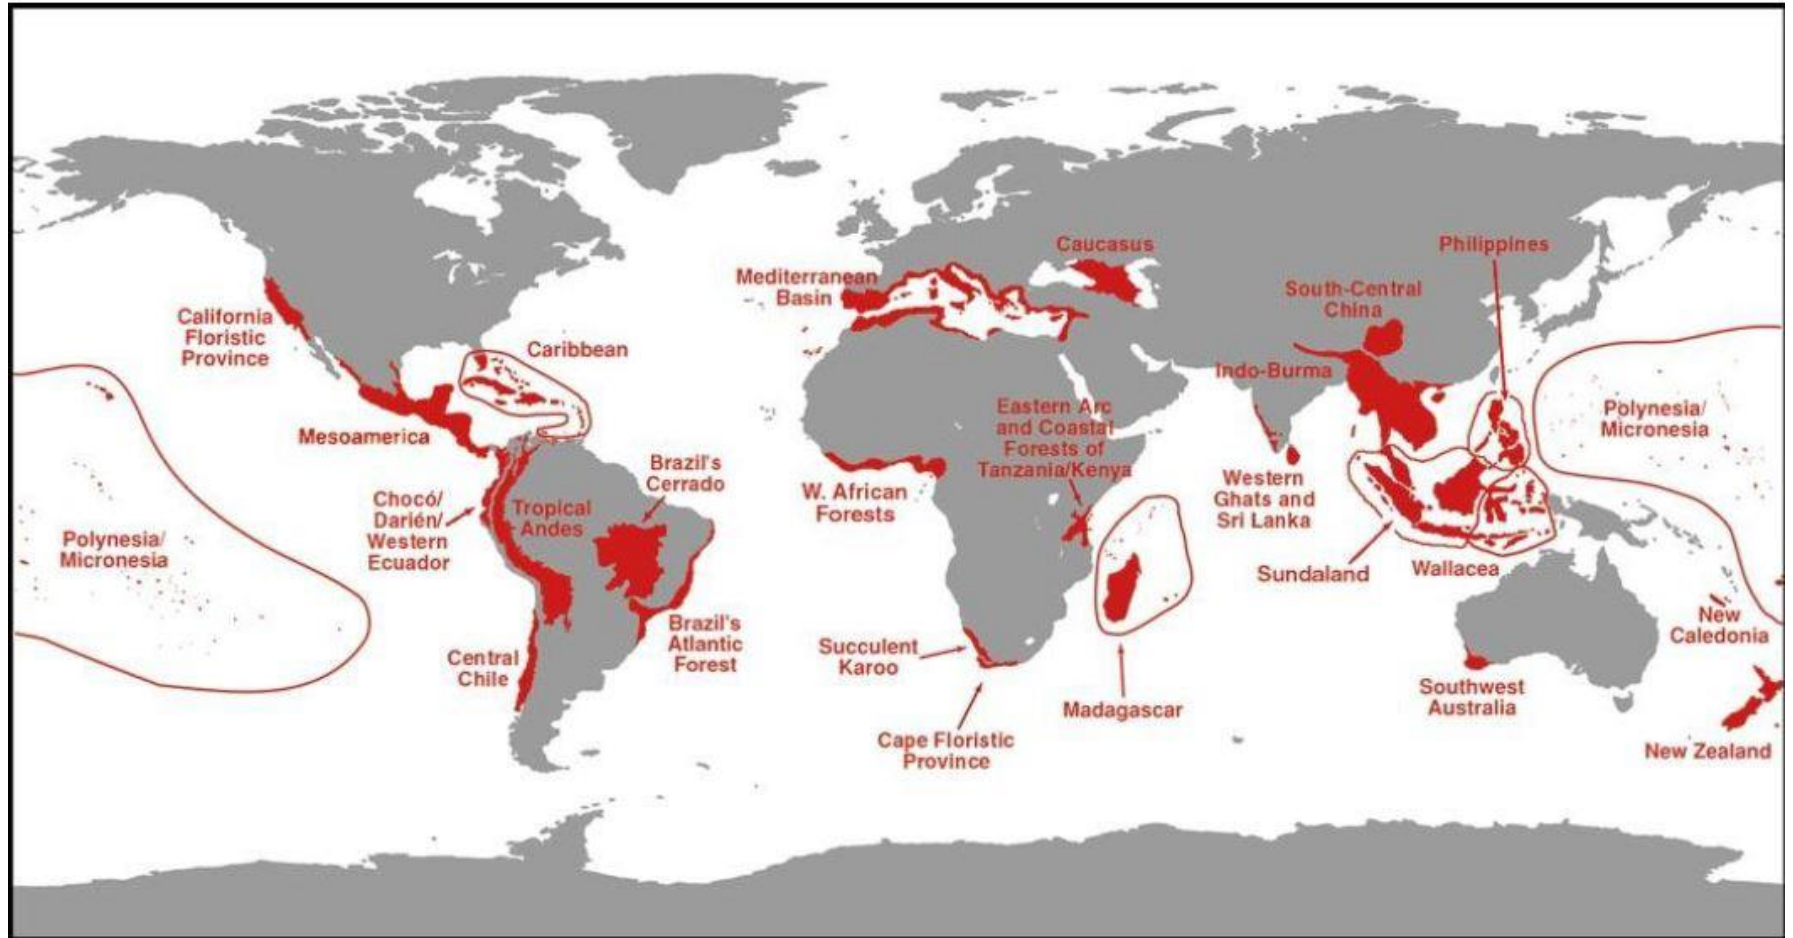 Caucasus
Philippines
Mediterranean
Basin
South-Central
China
California
Floristic
Province
Caribbean
Indo-Burma
Eastern Arc
and Coastal
Forests of
Tanzania/Kenya
Polynesia/
Micronesia
Mesoamerica
Brazil's
Cerrado
Chocó/
Darién/
Western
Ecuador
Tropical
Andes
W. African
Forests
Western
Ghats and
Sri Lanka
Polynesia/
Micronesia
Sundaland
Wallacea
New
Caledonia
Brazil's
Atlantic
Forest
Central
Chile
Succulent
Karoo
Madagascar
Southwest
Australia
Cape Floristic
Province
New Zealand